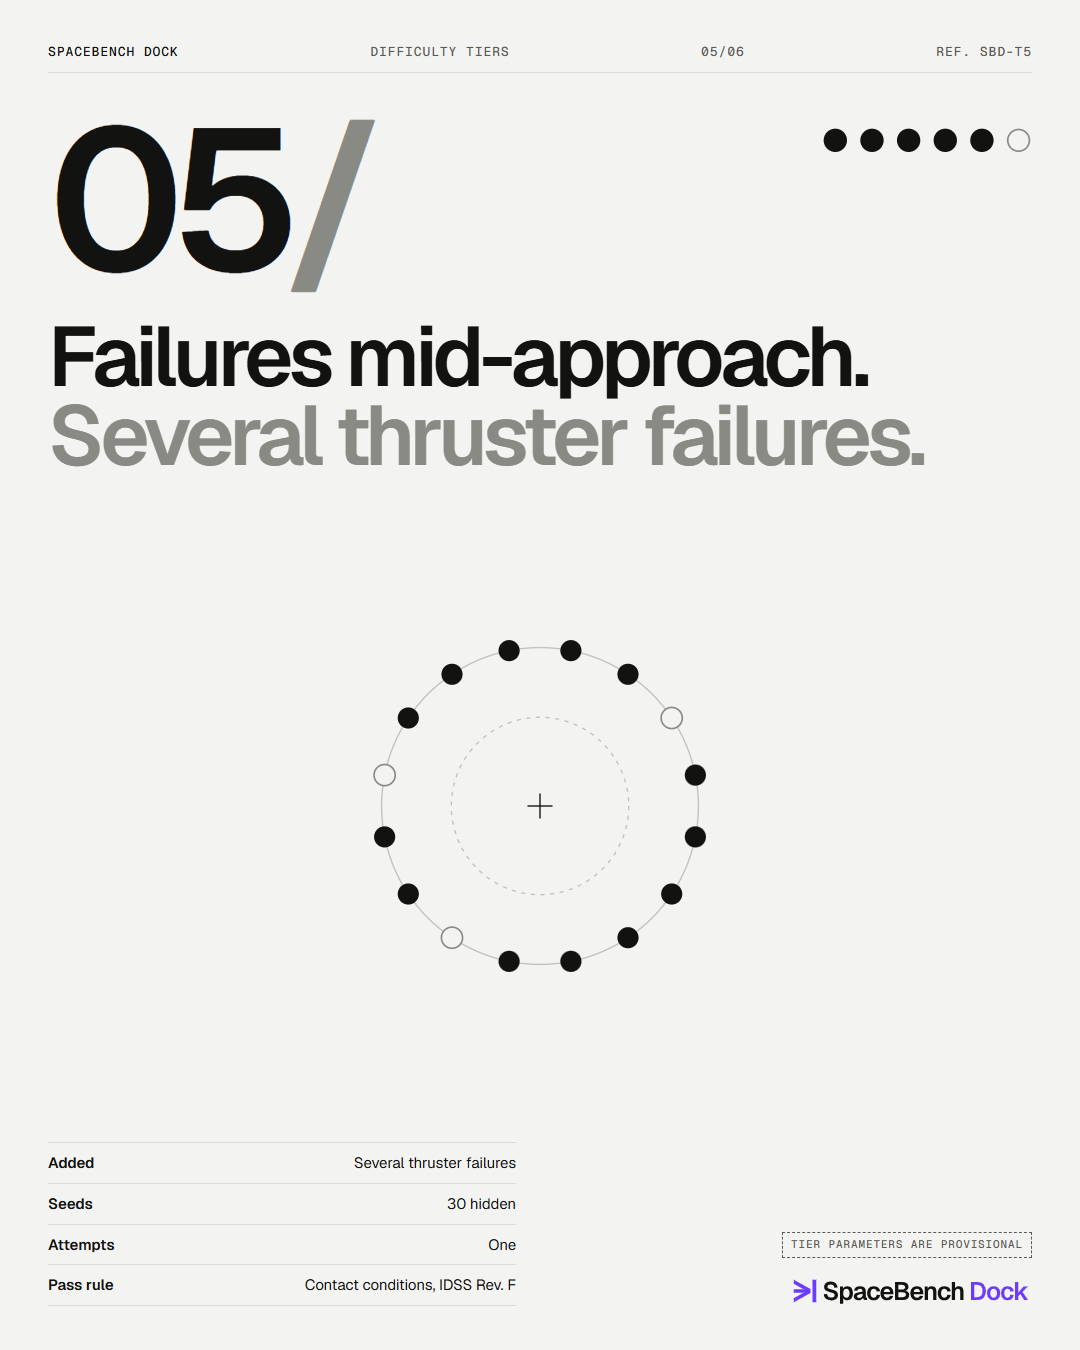 SPACEBENCH DOCK DIFFICULTY TIERS 05/06 REF. SBD-T5
05/
Failures mid-approach.
Several thruster failures.
Added Several thruster failures
Seeds 30 hidden
Attempts One
Pass rule Contact conditions, IDSS Rev. F
TIER PARAMETERS ARE PROVISIONAL
SpaceBench Dock